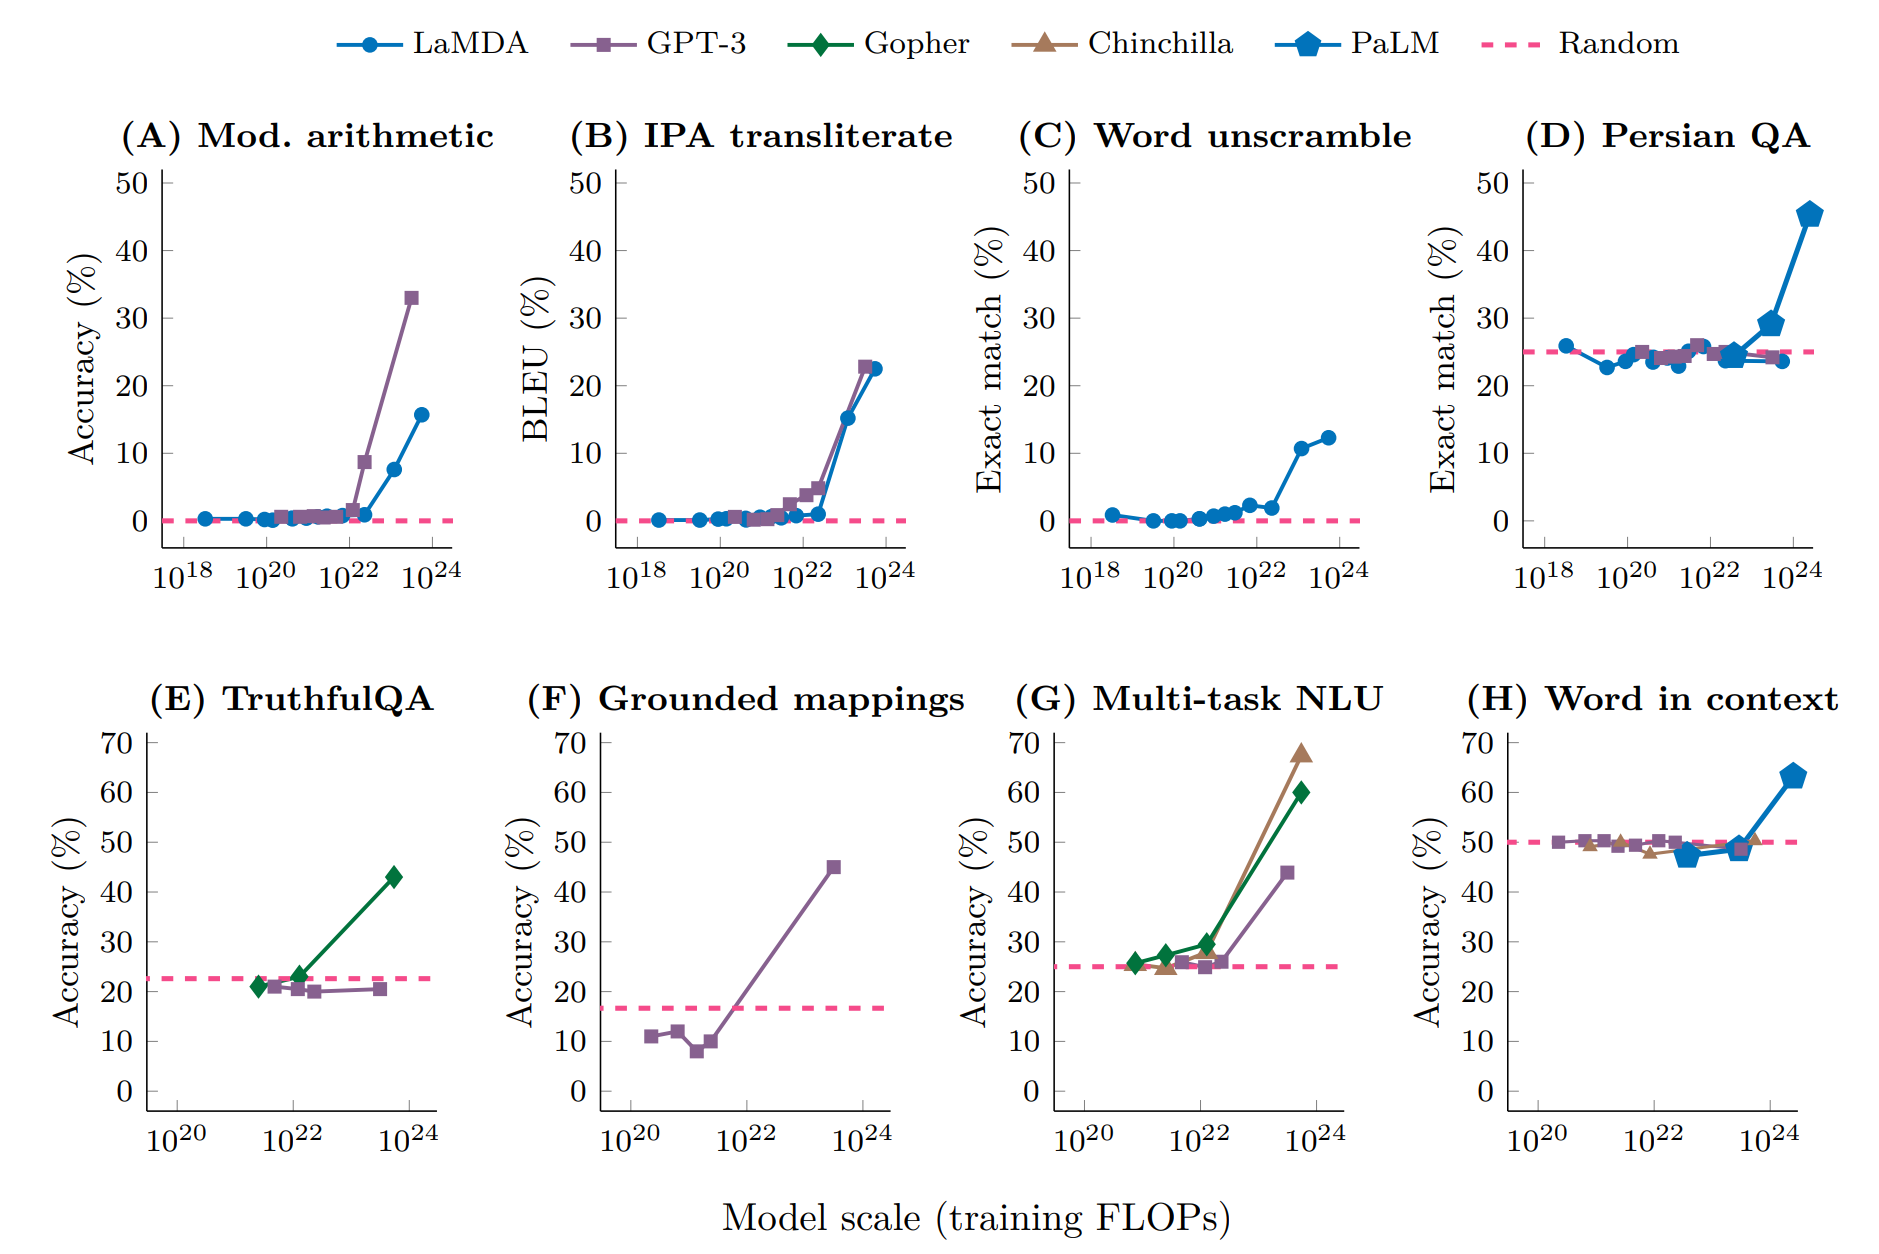 LaMDA GPT-3 Gopher Chinchilla PaLM Random
(A) Mod. arithmetic
Accuracy (%)
50
40
30
20
10
0
10^18 10^20 10^22 10^24
(B) IPA transliterate
BLEU (%)
50
40
30
20
10
0
10^18 10^20 10^22 10^24
(C) Word unscramble
Exact match (%)
50
40
30
20
10
0
10^18 10^20 10^22 10^24
(D) Persian QA
Exact match (%)
50
40
30
20
10
0
10^18 10^20 10^22 10^24
(E) TruthfulQA
Accuracy (%)
70
60
50
40
30
20
10
0
10^20 10^22 10^24
(F) Grounded mappings
Accuracy (%)
70
60
50
40
30
20
10
0
10^20 10^22 10^24
(G) Multi-task NLU
Accuracy (%)
70
60
50
40
30
20
10
0
10^20 10^22 10^24
(H) Word in context
Accuracy (%)
70
60
50
40
30
20
10
0
10^20 10^22 10^24
Model scale (training FLOPs)